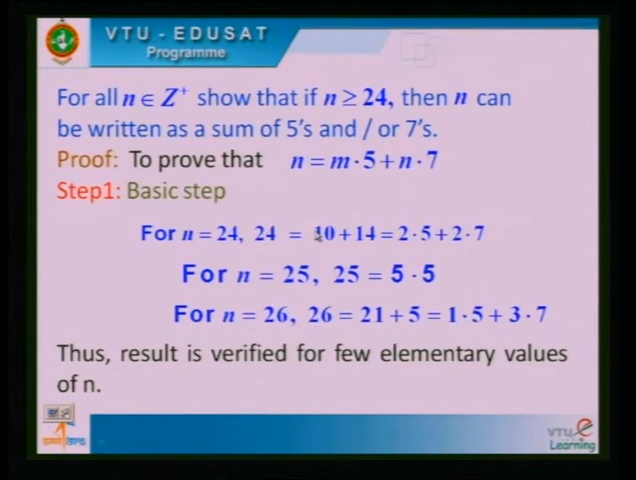 VTU - EDUSAT
Programme
For all n ∈ Z⁺ show that if n ≥ 24, then n can
be written as a sum of 5's and / or 7's.
Proof: To prove that n = m · 5 + n · 7
Step1: Basic step
For n = 24, 24 = 10 + 14 = 2 · 5 + 2 · 7
For n = 25, 25 = 5 · 5
For n = 26, 26 = 21 + 5 = 1 · 5 + 3 · 7
Thus, result is verified for few elementary values
of n.
VTU e
Learning